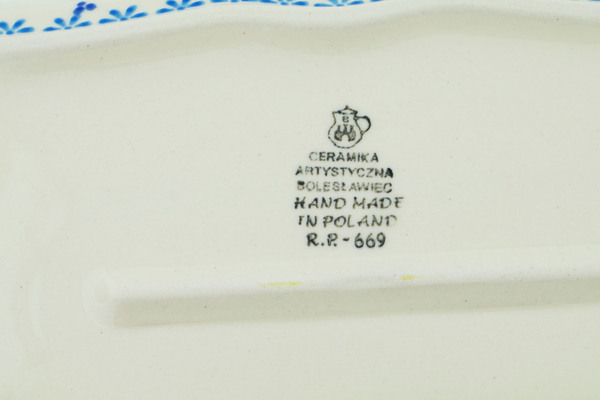 B
CERAMIKA
ARTYSTYCZNA
BOLESŁAWIEC
HAND MADE
IN POLAND
R.P.-669